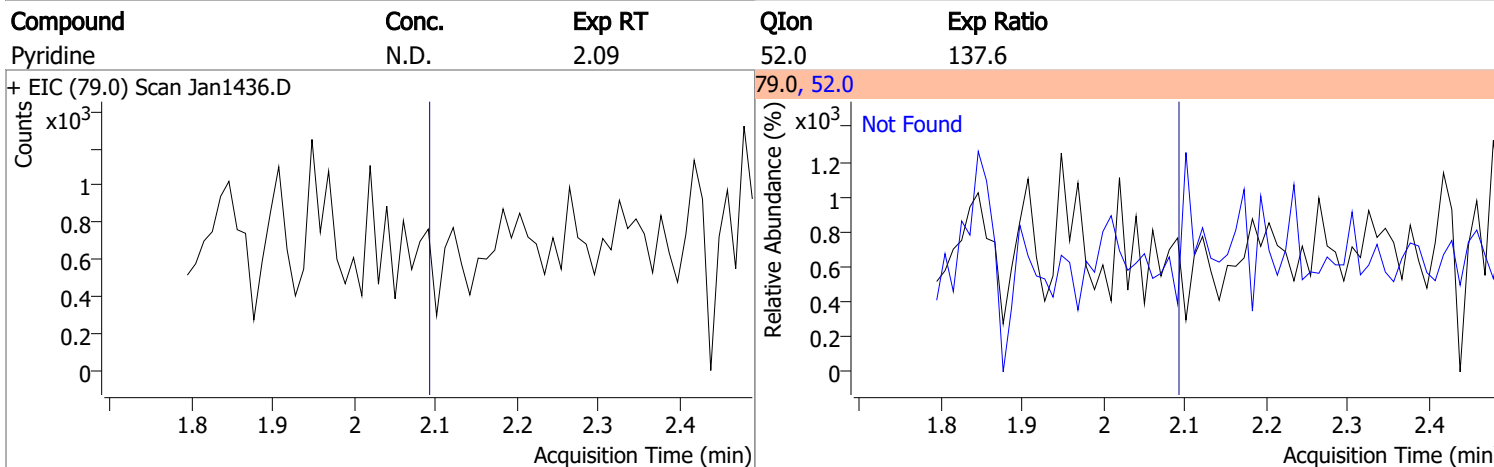 Compound Conc. Exp RT QIon Exp Ratio
Pyridine N.D. 2.09 52.0 137.6
+ EIC (79.0) Scan Jan1436.D
Counts
x10³
1
0.8
0.6
0.4
0.2
0
1.8 1.9 2 2.1 2.2 2.3 2.4
Acquisition Time (min)
79.0, 52.0
Relative Abundance (%)
x10³
Not Found
1.2
1
0.8
0.6
0.4
0.2
0
1.8 1.9 2 2.1 2.2 2.3 2.4
Acquisition Time (min